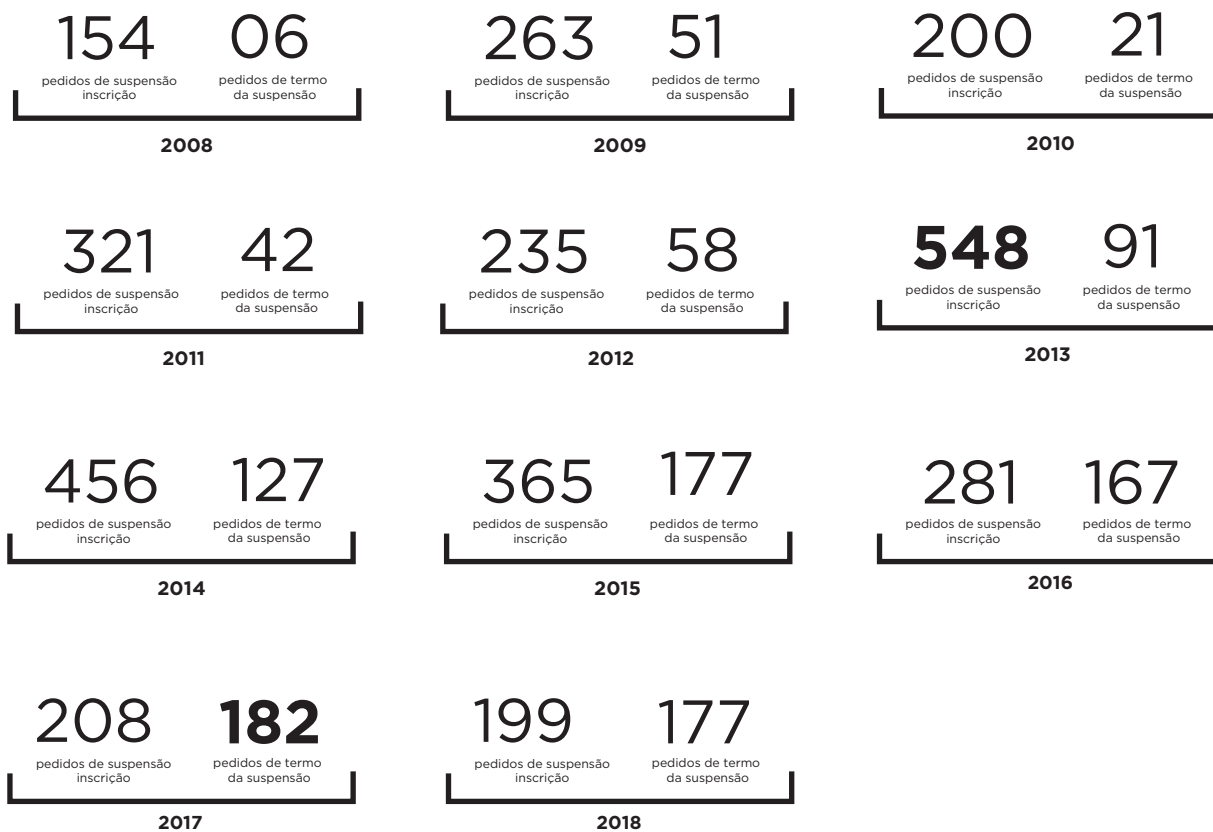 154 06
pedidos de suspensão pedidos de termo
inscrição da suspensão
2008
263 51
pedidos de suspensão pedidos de termo
inscrição da suspensão
2009
200 21
pedidos de suspensão pedidos de termo
inscrição da suspensão
2010
321 42
pedidos de suspensão pedidos de termo
inscrição da suspensão
2011
235 58
pedidos de suspensão pedidos de termo
inscrição da suspensão
2012
548 91
pedidos de suspensão pedidos de termo
inscrição da suspensão
2013
456 127
pedidos de suspensão pedidos de termo
inscrição da suspensão
2014
365 177
pedidos de suspensão pedidos de termo
inscrição da suspensão
2015
281 167
pedidos de suspensão pedidos de termo
inscrição da suspensão
2016
208 182
pedidos de suspensão pedidos de termo
inscrição da suspensão
2017
199 177
pedidos de suspensão pedidos de termo
inscrição da suspensão
2018